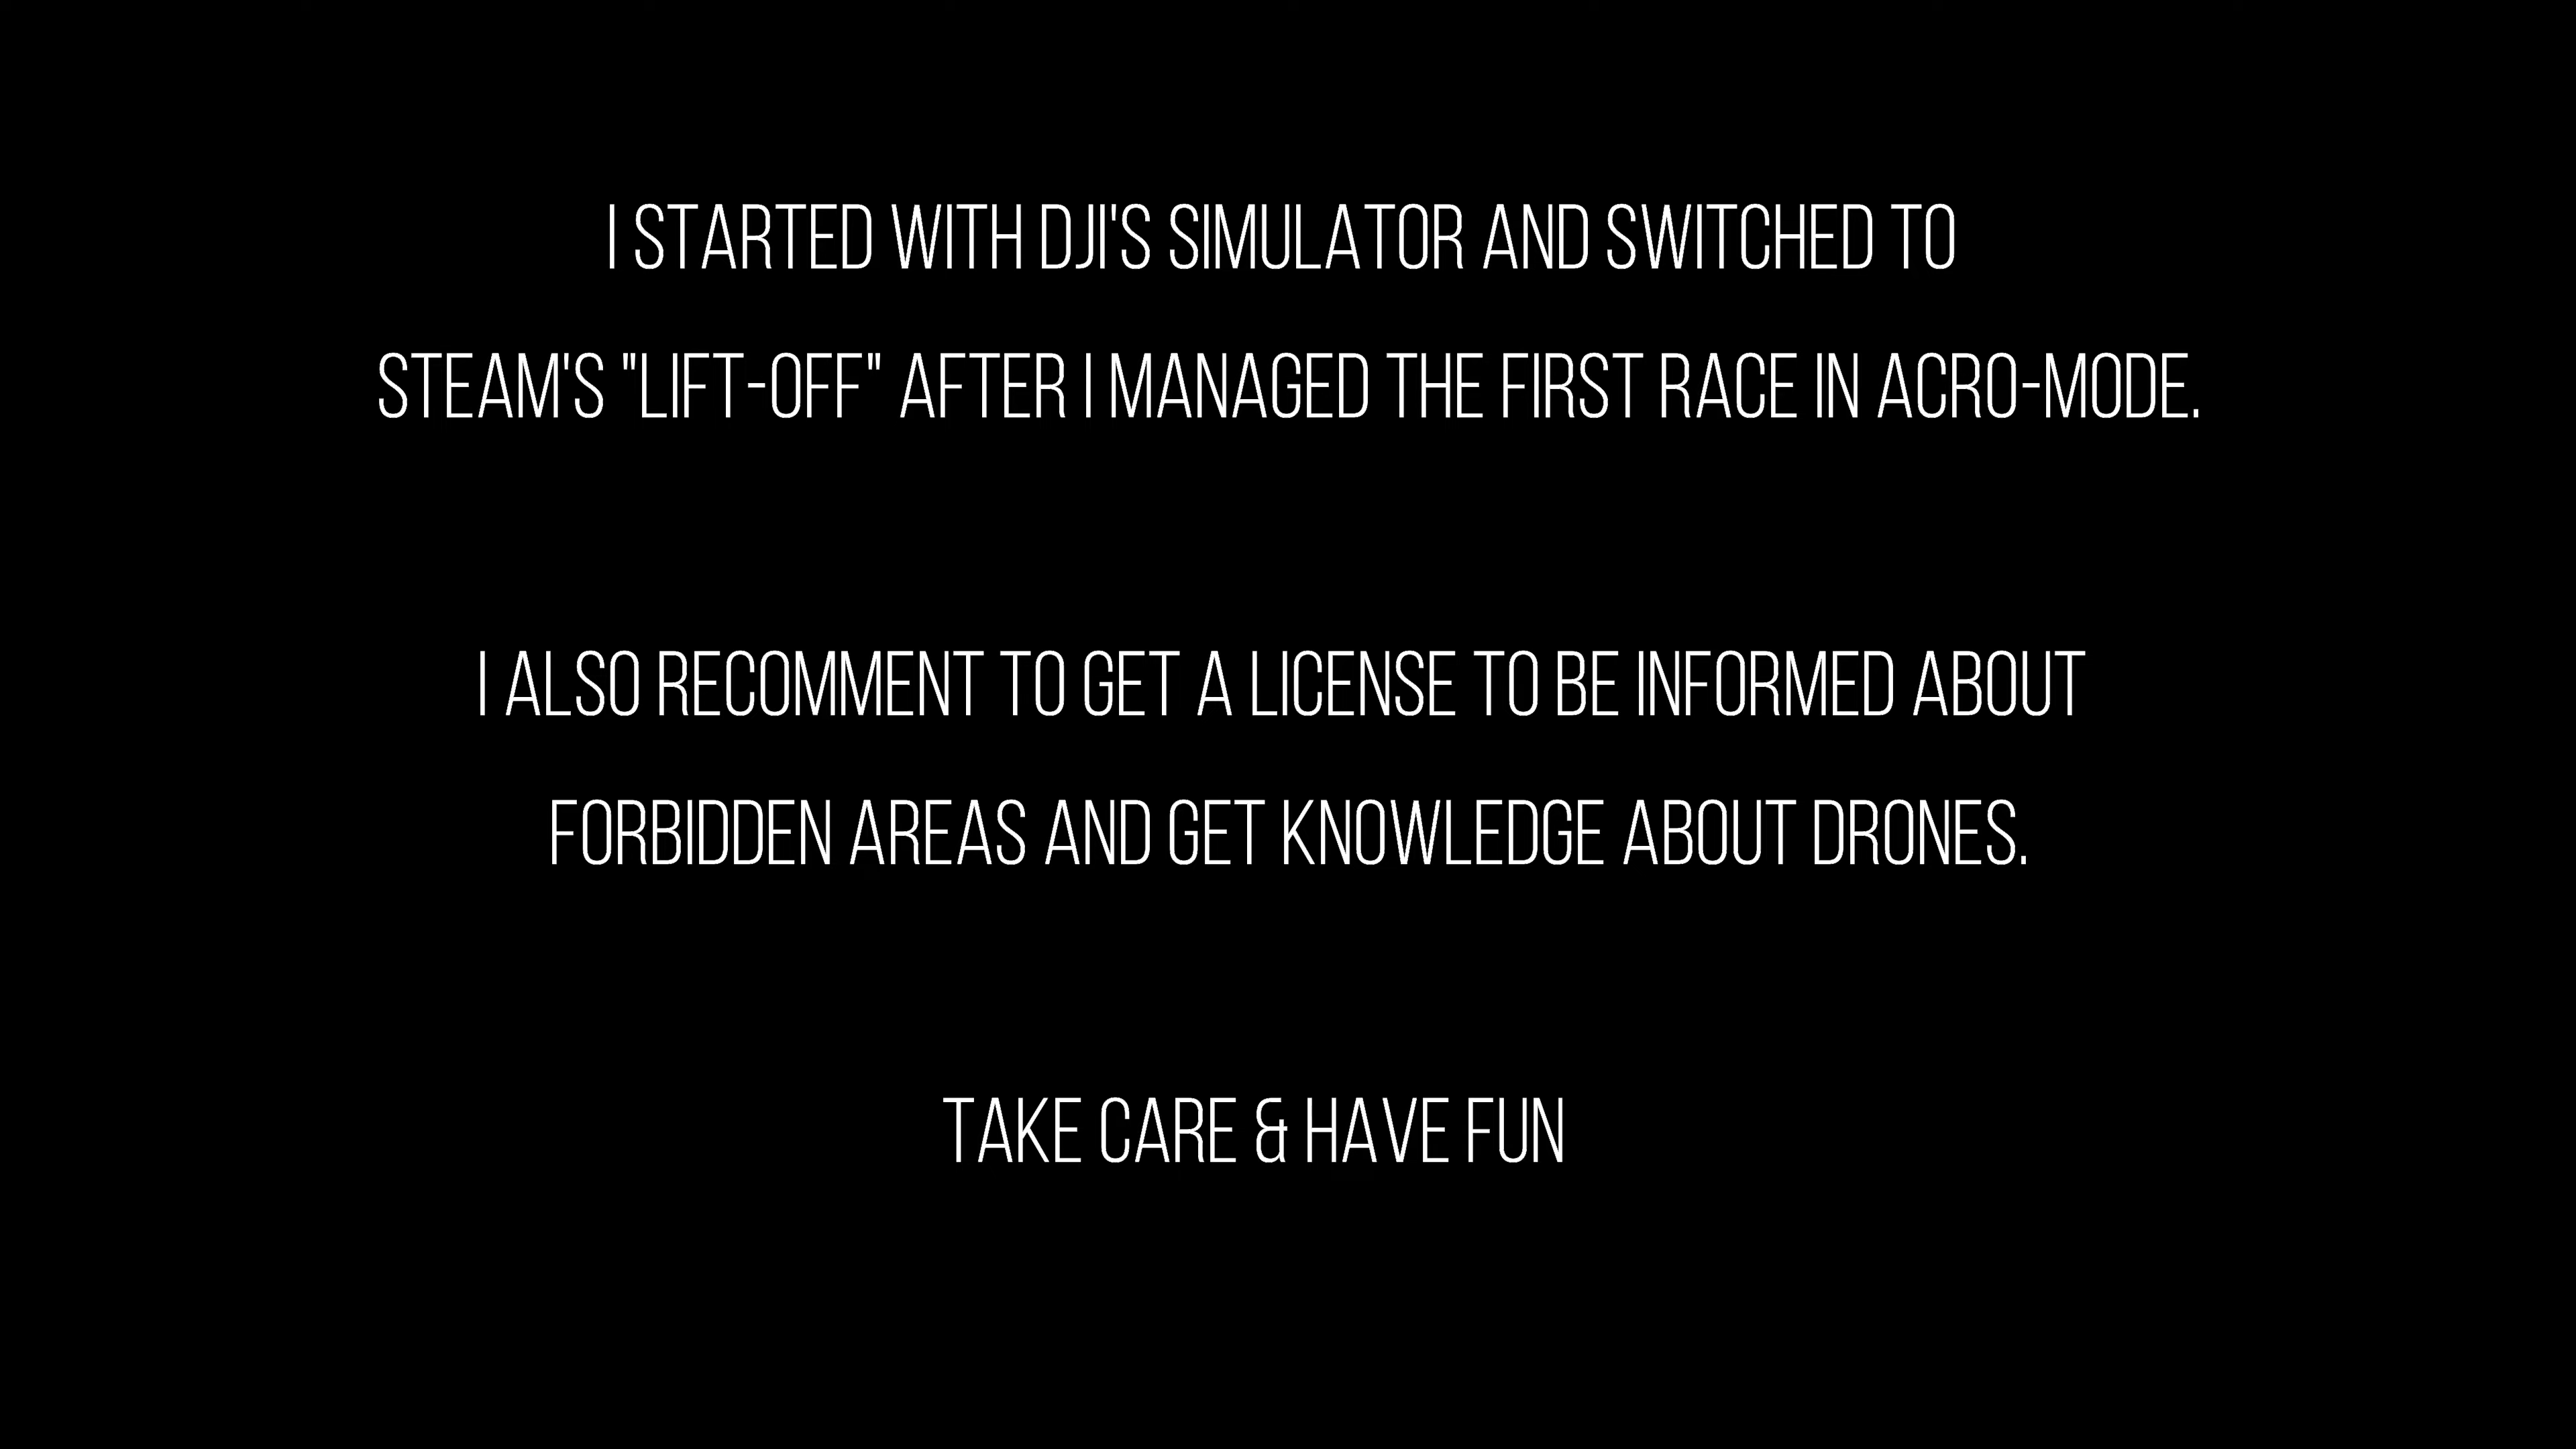 I STARTED WITH DJI'S SIMULATOR AND SWITCHED TO
STEAM'S "LIFT-OFF" AFTER I MANAGED THE FIRST RACE IN ACRO-MODE.
I ALSO RECOMMENT TO GET A LICENSE TO BE INFORMED ABOUT
FORBIDDEN AREAS AND GET KNOWLEDGE ABOUT DRONES.
TAKE CARE & HAVE FUN